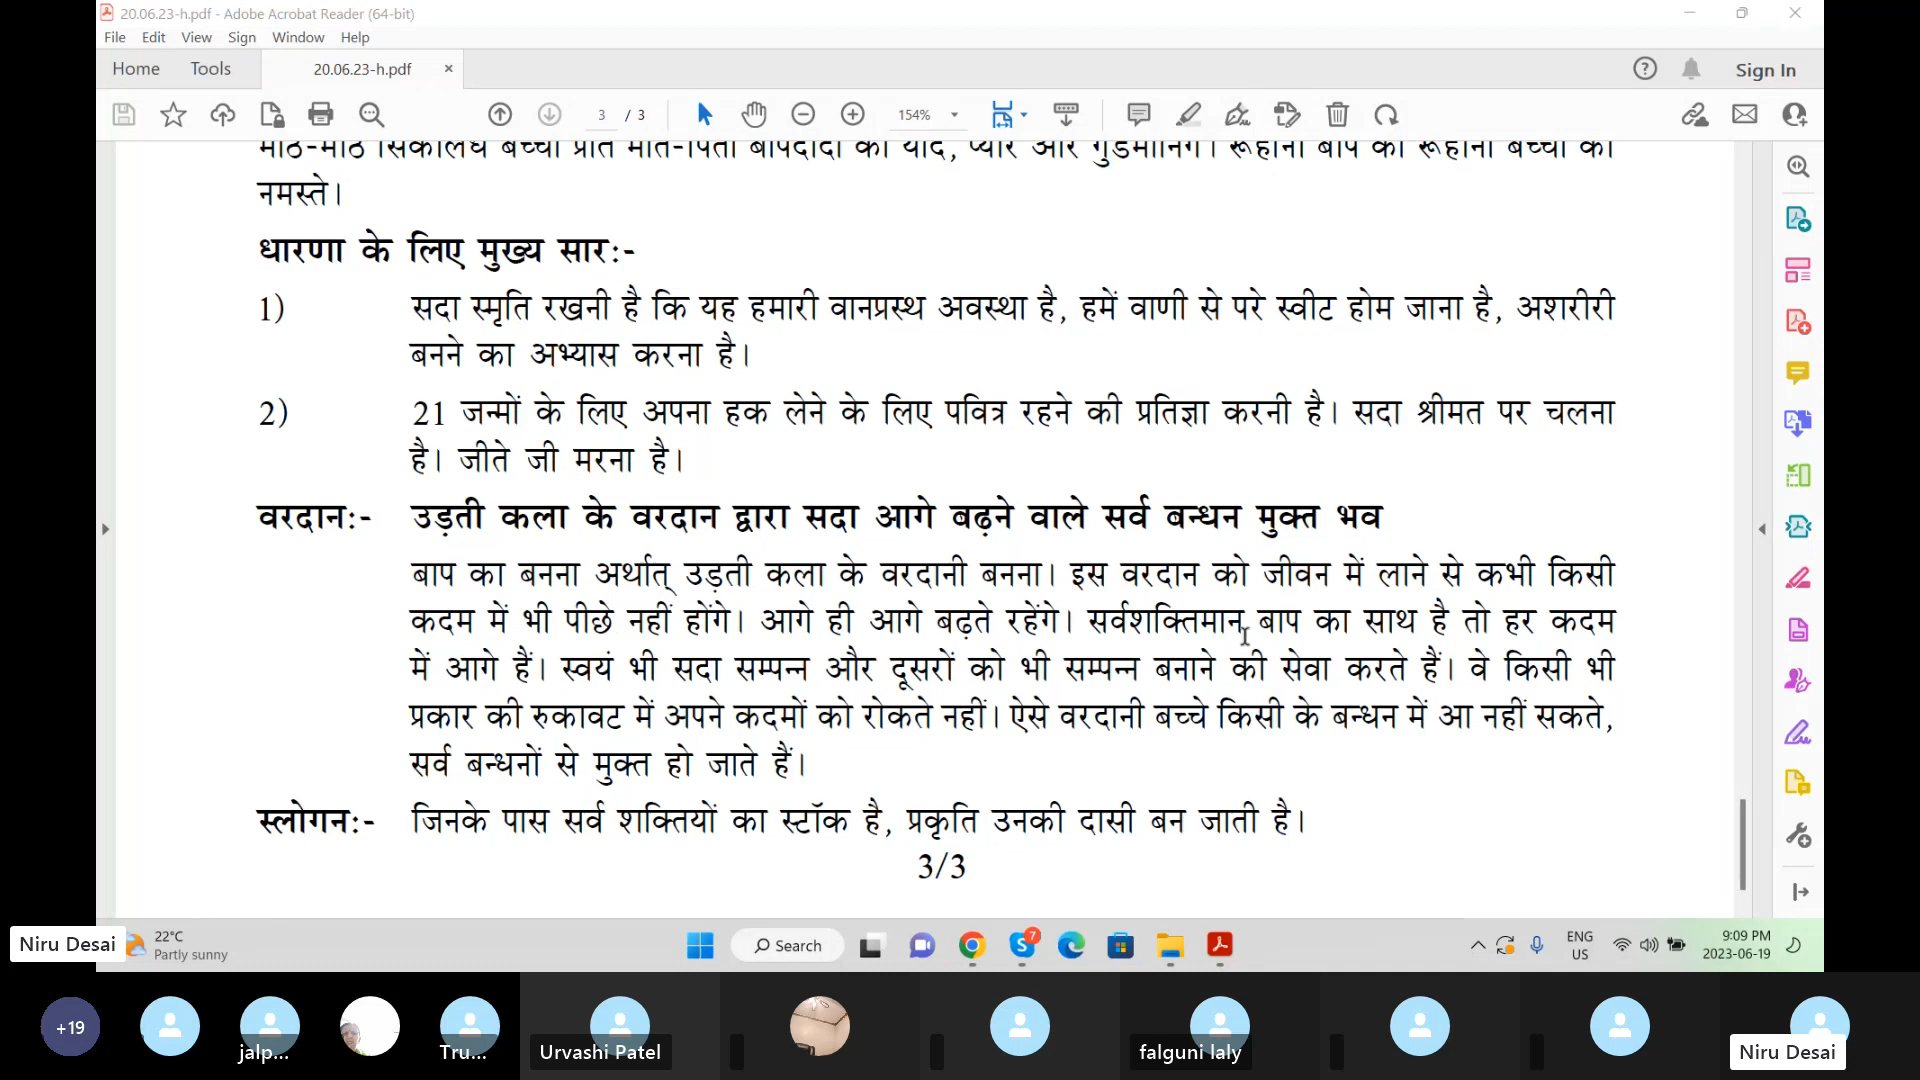 20.06.23-h.pdf - Adobe Acrobat Reader (64-bit)
File Edit View Sign Window Help
Home Tools 20.06.23-h.pdf × Sign In
3 / 3 154%
नमस्ते।
धारणा के लिए मुख्य सार:-
1) सदा स्मृति रखनी है कि यह हमारी वानप्रस्थ अवस्था है, हमें वाणी से परे स्वीट होम जाना है, अशरीरी
बनने का अभ्यास करना है।
2) 21 जन्मों के लिए अपना हक लेने के लिए पवित्र रहने की प्रतिज्ञा करनी है। सदा श्रीमत पर चलना
है। जीते जी मरना है।
वरदान:- उड़ती कला के वरदान द्वारा सदा आगे बढ़ने वाले सर्व बन्धन मुक्त भव
बाप का बनना अर्थात् उड़ती कला के वरदानी बनना। इस वरदान को जीवन में लाने से कभी किसी
कदम में भी पीछे नहीं होंगे। आगे ही आगे बढ़ते रहेंगे। सर्वशक्तिमान् बाप का साथ है तो हर कदम
में आगे हैं। स्वयं भी सदा सम्पन्न और दूसरों को भी सम्पन्न बनाने की सेवा करते हैं। वे किसी भी
प्रकार की रुकावट में अपने कदमों को रोकते नहीं। ऐसे वरदानी बच्चे किसी के बन्धन में आ नहीं सकते,
सर्व बन्धनों से मुक्त हो जाते हैं।
स्लोगन:- जिनके पास सर्व शक्तियों का स्टॉक है, प्रकृति उनकी दासी बन जाती है।
3/3
Niru Desai
22°C
Partly sunny
Search
7
ENG
US
9:09 PM
2023-06-19
+19
jalp...
Tru...
Urvashi Patel
falguni laly
Niru Desai